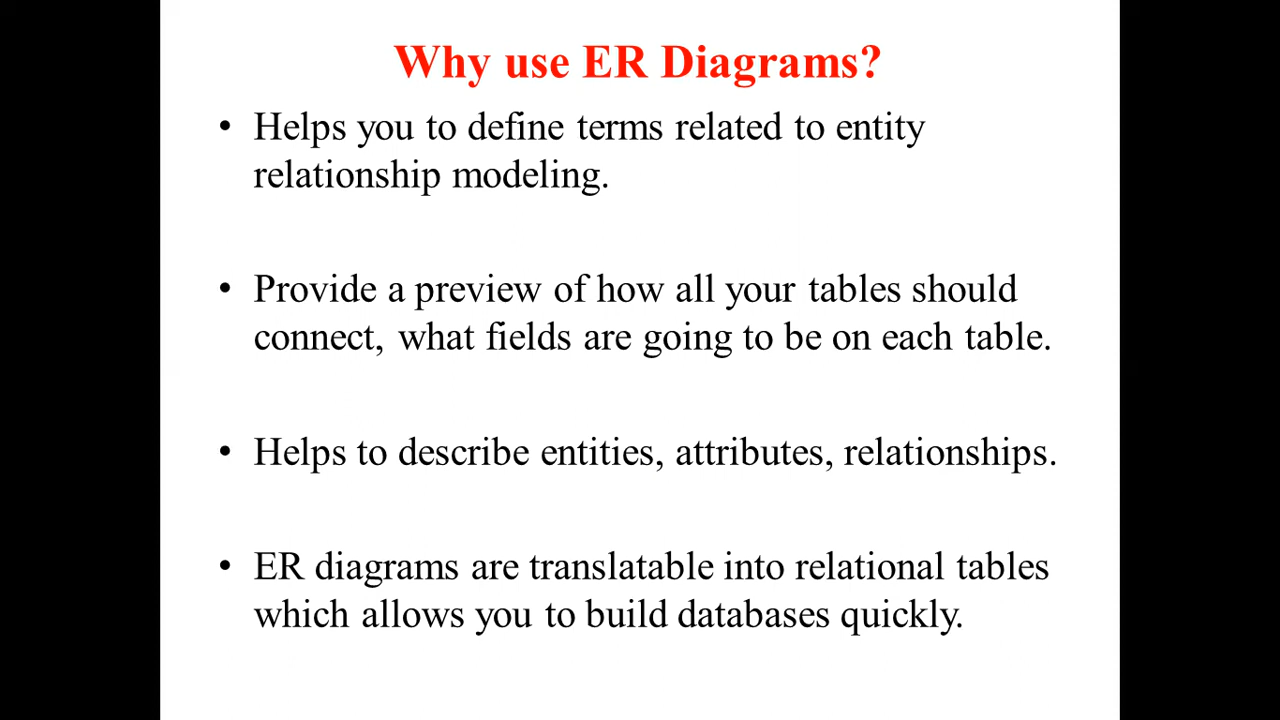 Why use ER Diagrams?
• Helps you to define terms related to entity
relationship modeling.
• Provide a preview of how all your tables should
connect, what fields are going to be on each table.
• Helps to describe entities, attributes, relationships.
• ER diagrams are translatable into relational tables
which allows you to build databases quickly.